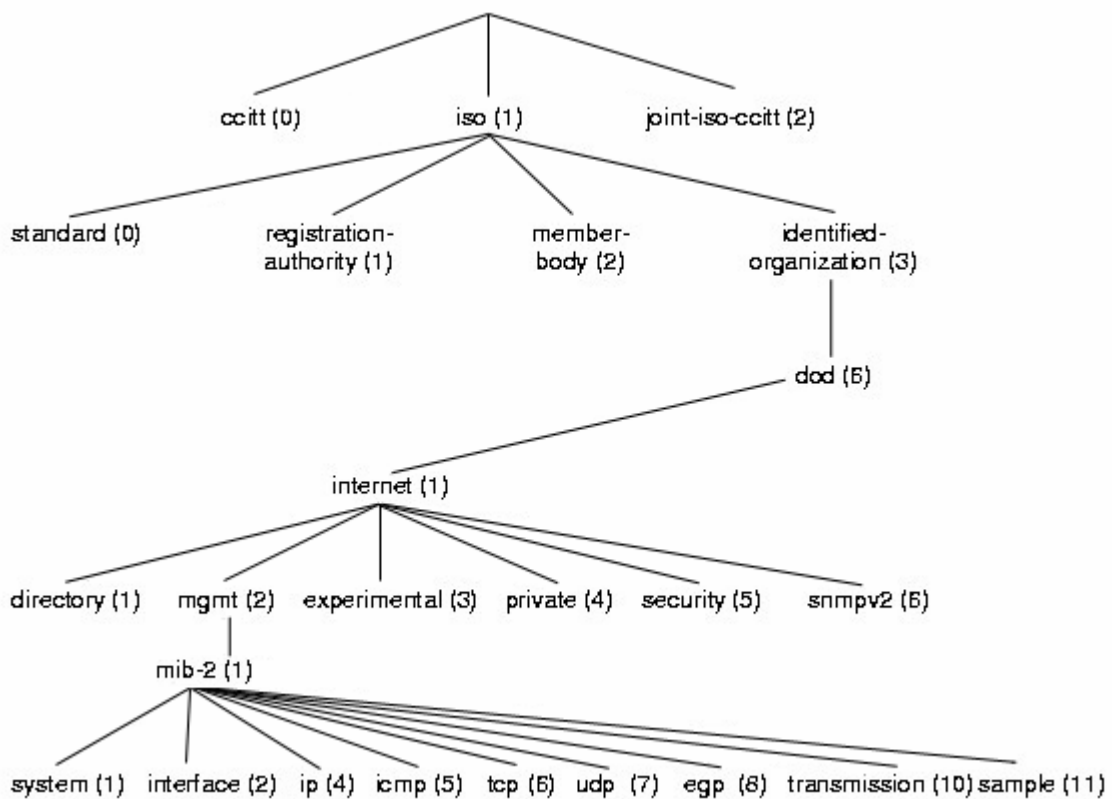 ccitt (0) iso (1) joint-iso-ccitt (2)
standard (0) registration- member- identified-
authority (1) body (2) organization (3)
dod (6)
internet (1)
directory (1) mgmt (2) experimental (3) private (4) security (5) snmpv2 (6)
mib-2 (1)
system (1) interface (2) ip (4) icmp (5) tcp (6) udp (7) egp (8) transmission (10) sample (11)